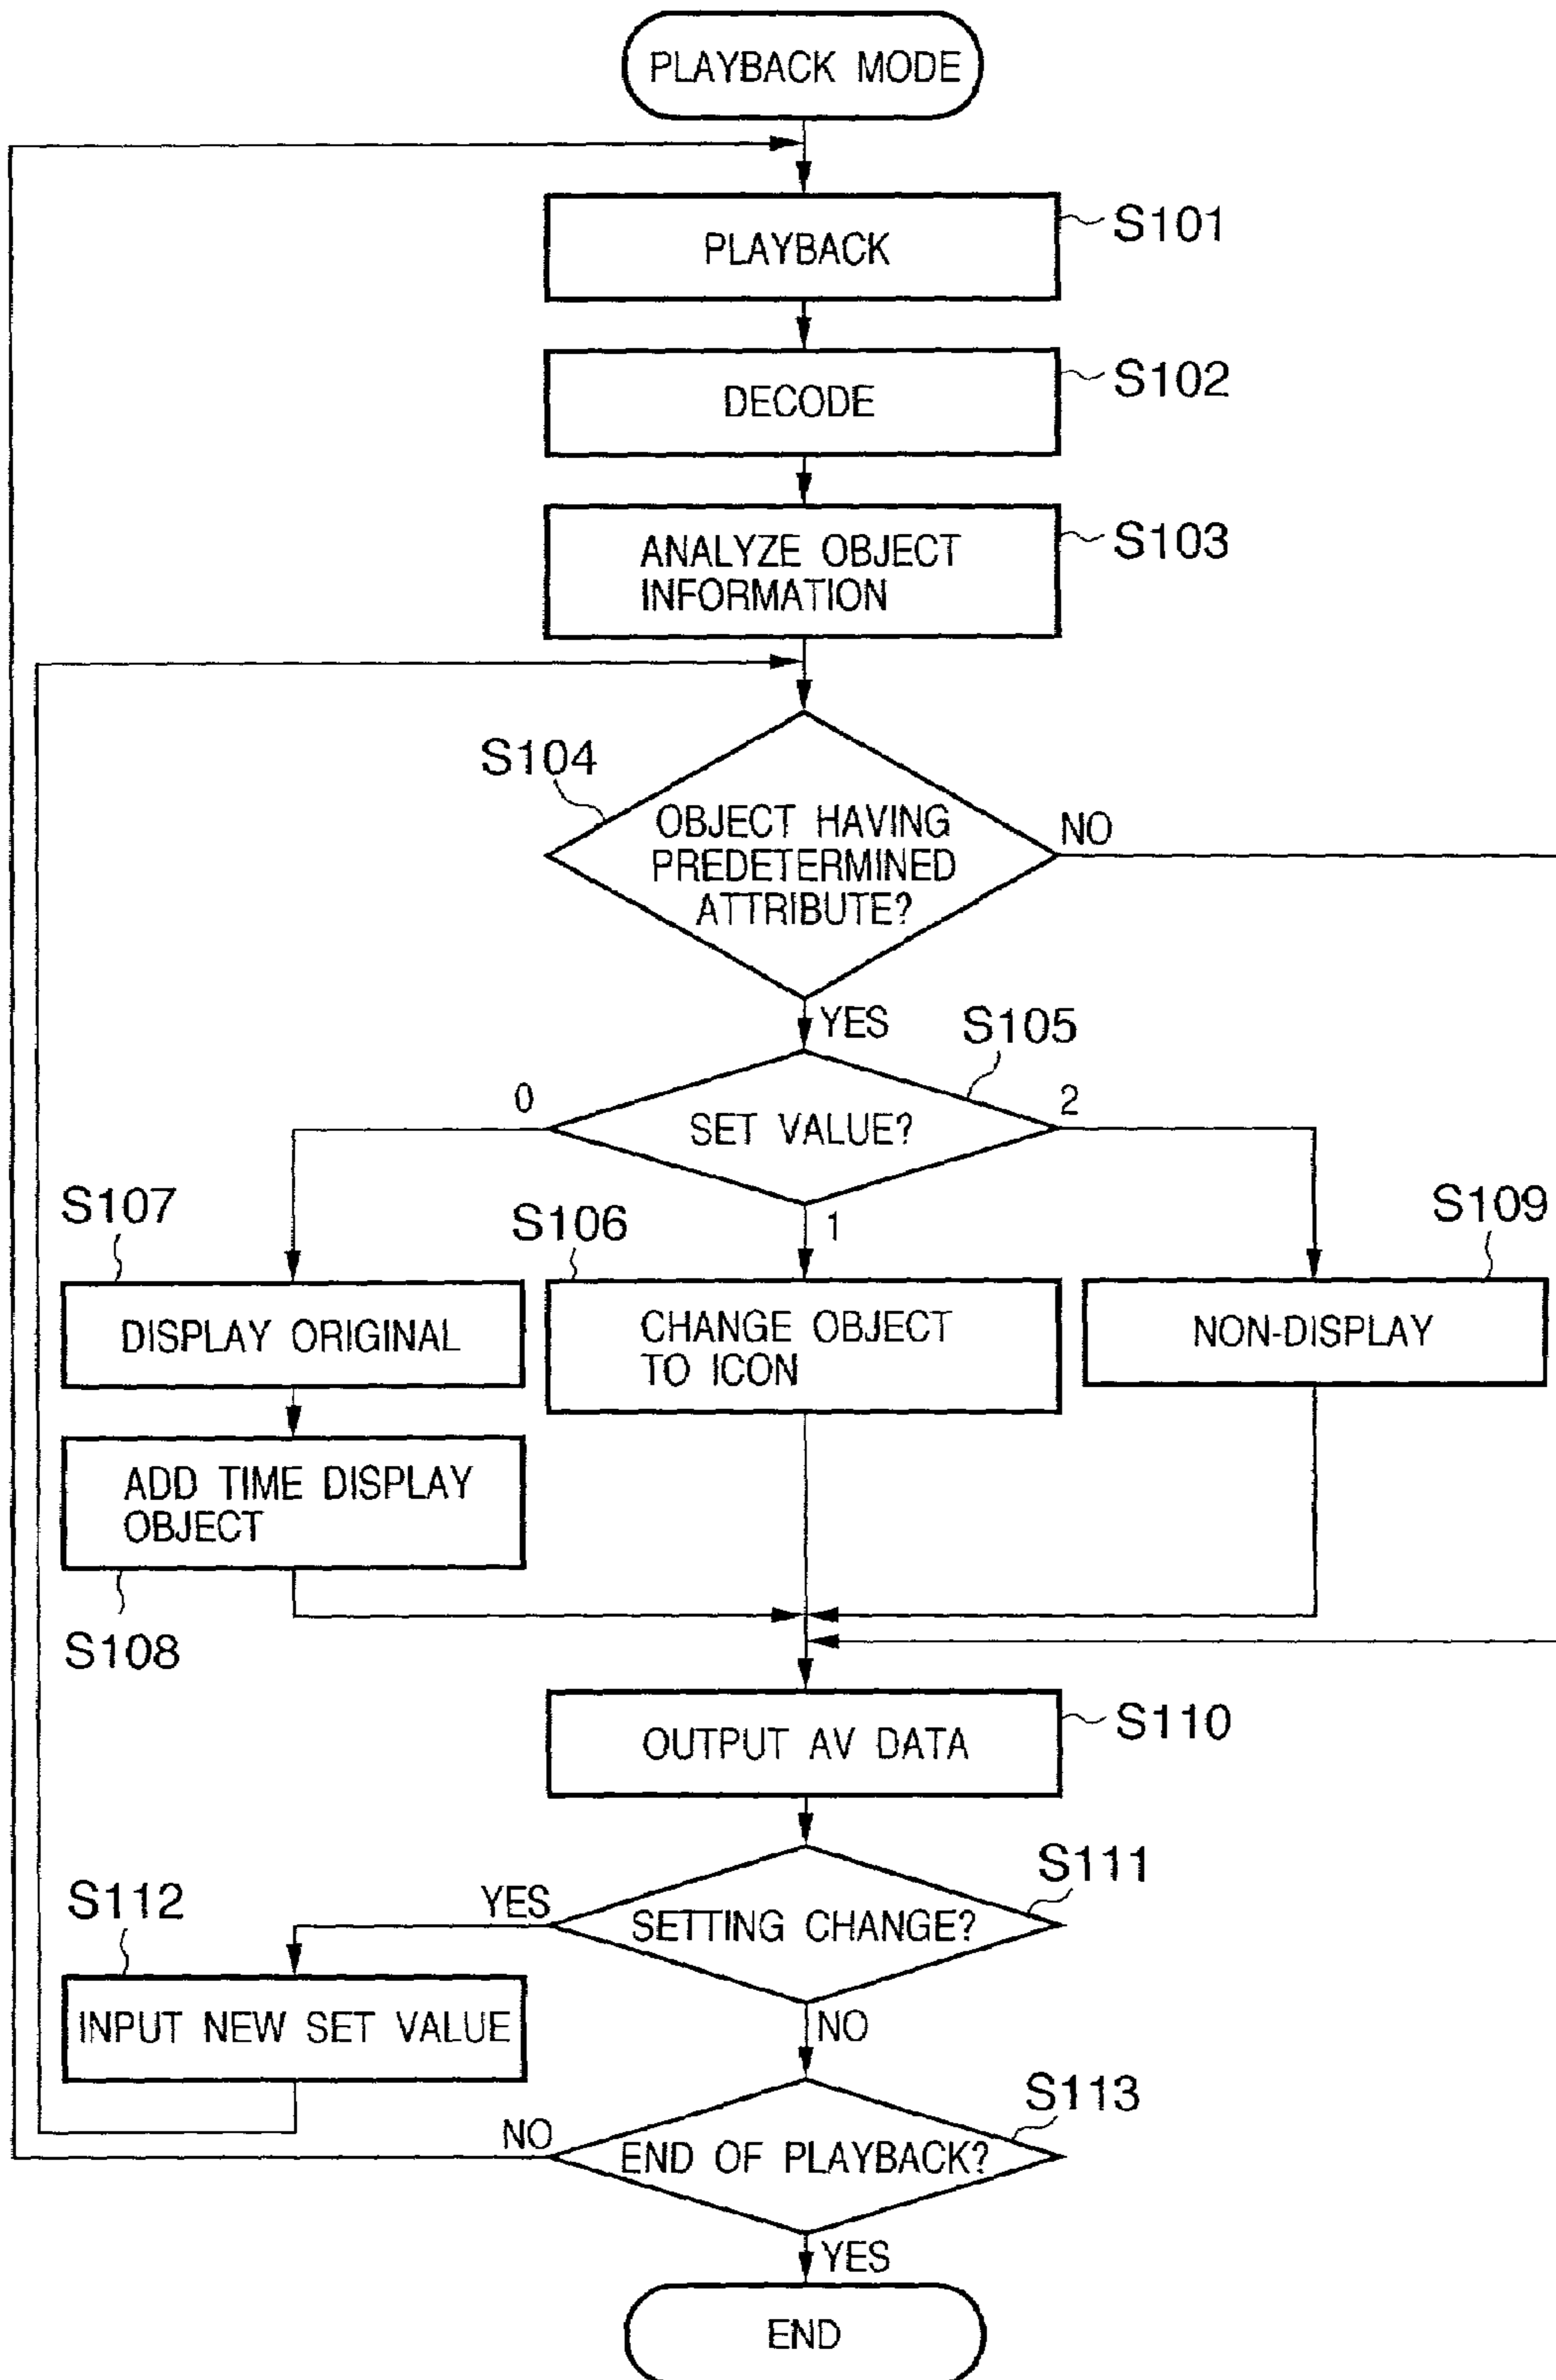 PLAYBACK MODE
PLAYBACK
S101
DECODE
S102
ANALYZE OBJECT
INFORMATION
S103
S104
OBJECT HAVING
PREDETERMINED
ATTRIBUTE?
NO
YES
S105
0
SET VALUE?
2
1
S107
DISPLAY ORIGINAL
S106
CHANGE OBJECT
TO ICON
S109
NON-DISPLAY
ADD TIME DISPLAY
OBJECT
S108
OUTPUT AV DATA
S110
S111
SETTING CHANGE?
YES
S112
INPUT NEW SET VALUE
NO
S113
NO
END OF PLAYBACK?
YES
END